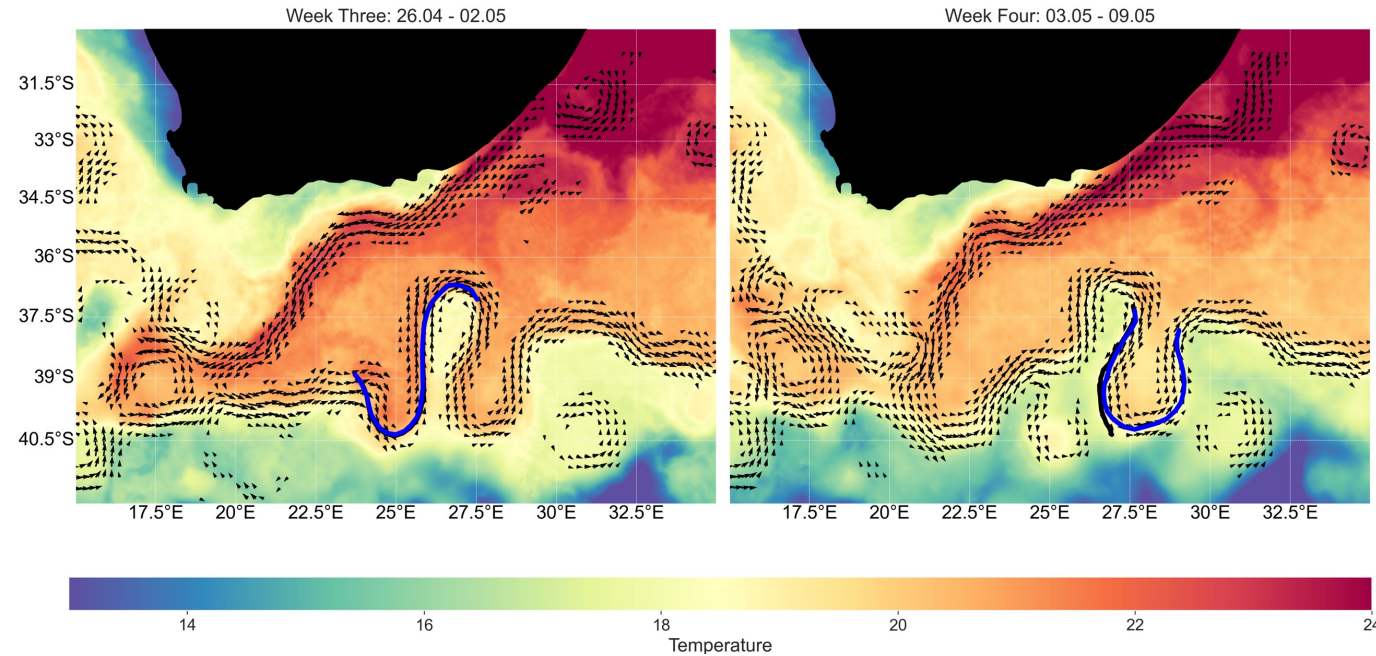 Week Three: 26.04 - 02.05
Week Four: 03.05 - 09.05
31.5°S
33°S
34.5°S
36°S
37.5°S
39°S
40.5°S
17.5°E 20°E 22.5°E 25°E 27.5°E 30°E 32.5°E
17.5°E 20°E 22.5°E 25°E 27.5°E 30°E 32.5°E
14 16 18 20 22 24
Temperature